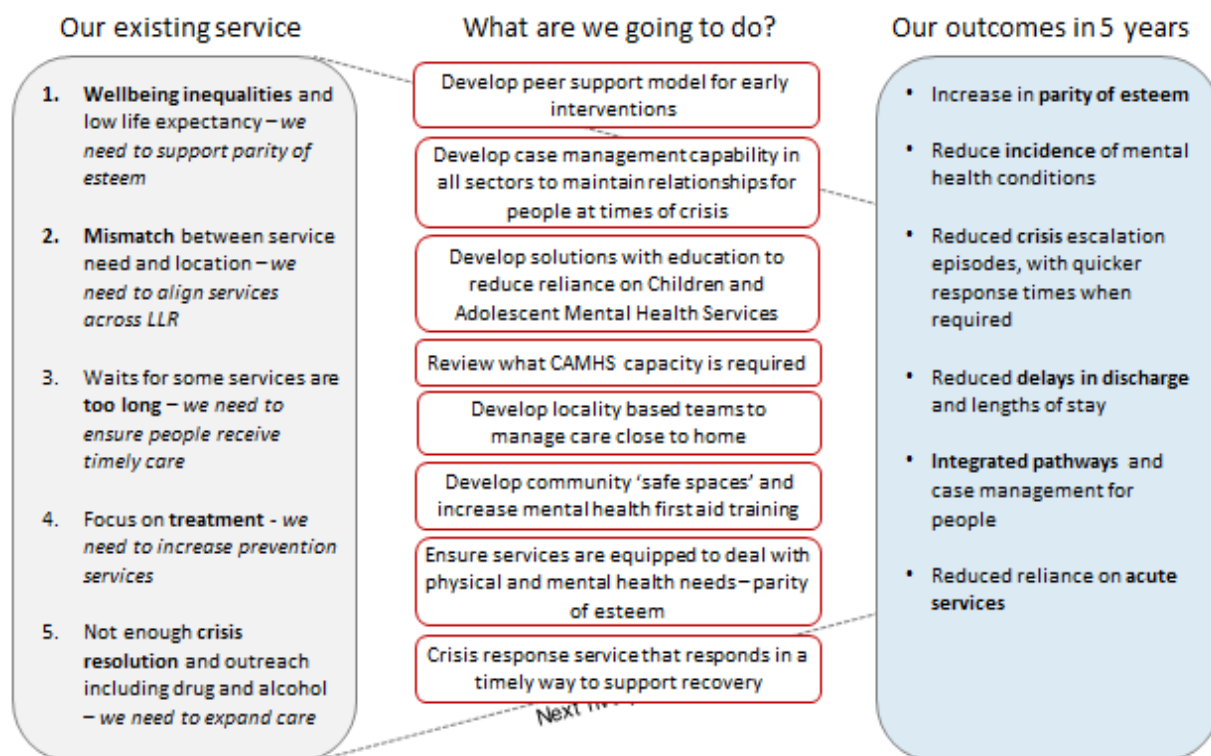 Our existing service
1. Wellbeing inequalities and
low life expectancy – we
need to support parity of
esteem
2. Mismatch between service
need and location – we
need to align services
across LLR
3. Waits for some services are
too long – we need to
ensure people receive
timely care
4. Focus on treatment - we
need to increase prevention
services
5. Not enough crisis
resolution and outreach
including drug and alcohol
– we need to expand care
What are we going to do?
Develop peer support model for early
interventions
Develop case management capability in
all sectors to maintain relationships for
people at times of crisis
Develop solutions with education to
reduce reliance on Children and
Adolescent Mental Health Services
Review what CAMHS capacity is required
Develop locality based teams to
manage care close to home
Develop community ‘safe spaces’ and
increase mental health first aid training
Ensure services are equipped to deal with
physical and mental health needs – parity
of esteem
Crisis response service that responds in a
timely way to support recovery
Next
Our outcomes in 5 years
• Increase in parity of esteem
• Reduce incidence of mental
health conditions
• Reduced crisis escalation
episodes, with quicker
response times when
required
• Reduced delays in discharge
and lengths of stay
• Integrated pathways and
case management for
people
• Reduced reliance on acute
services